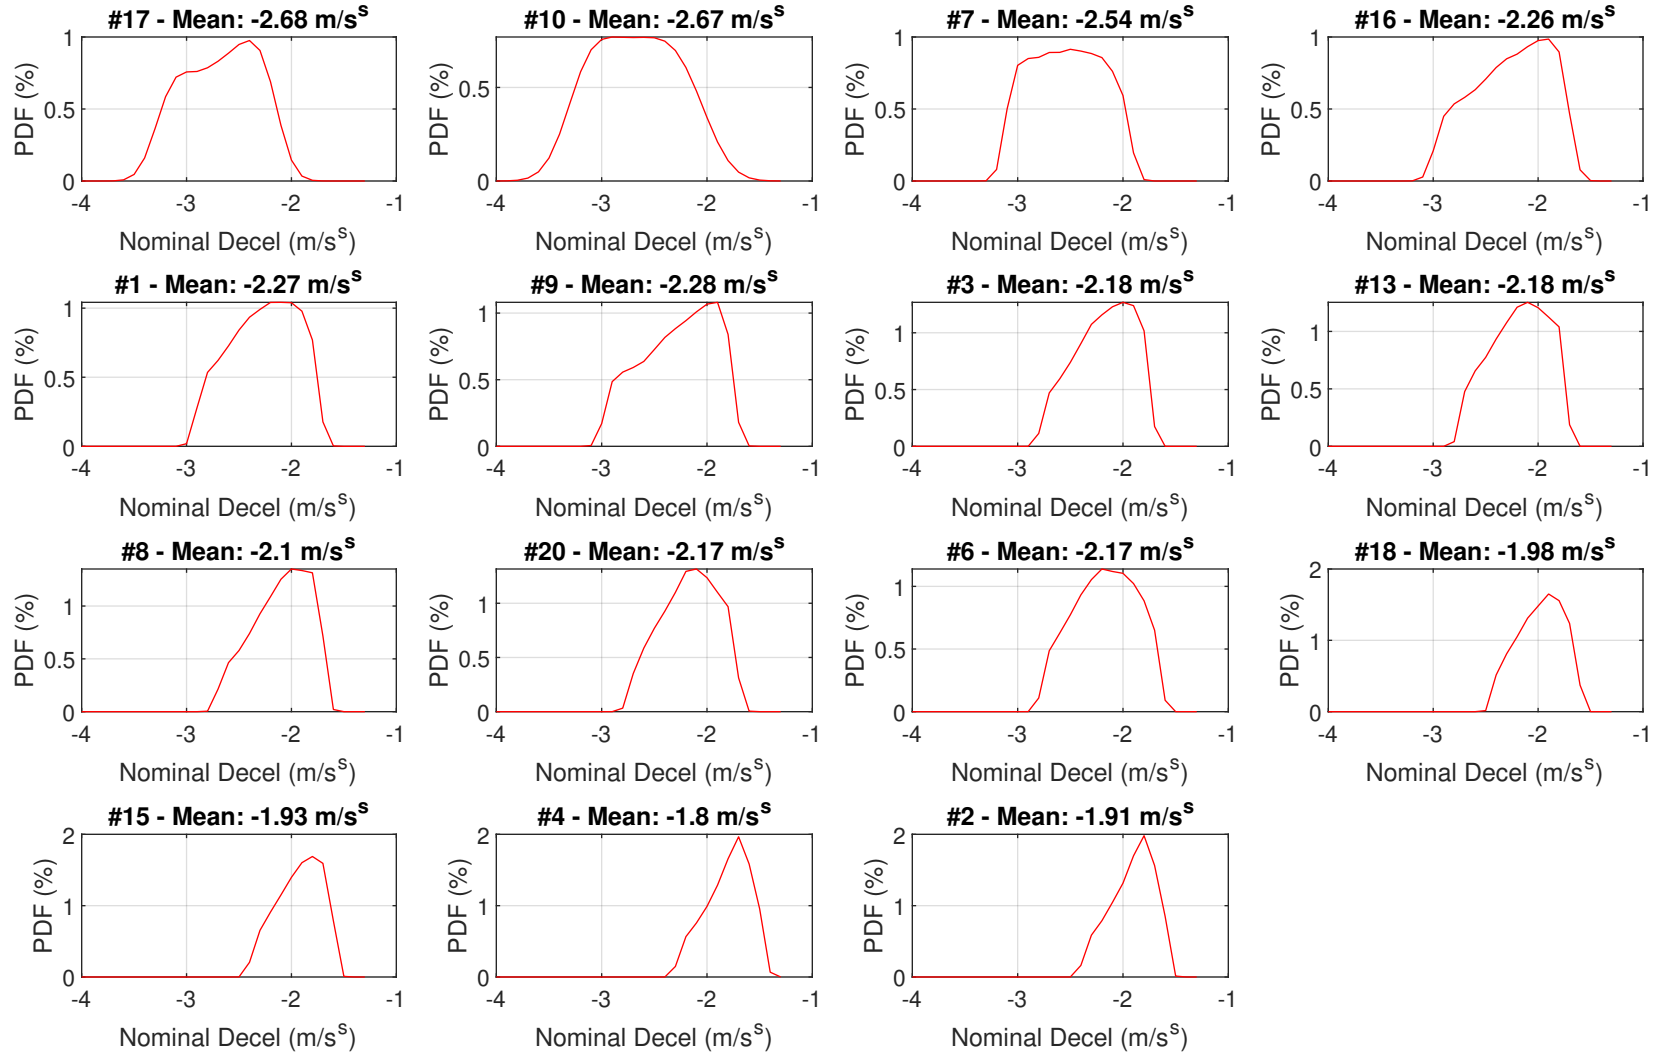 #17 - Mean: -2.68 m/s^s
PDF (%)
1
0.5
0
-4 -3 -2 -1
Nominal Decel (m/s^s)
#10 - Mean: -2.67 m/s^s
PDF (%)
0.5
0
-4 -3 -2 -1
Nominal Decel (m/s^s)
#7 - Mean: -2.54 m/s^s
PDF (%)
1
0.5
0
-4 -3 -2 -1
Nominal Decel (m/s^s)
#16 - Mean: -2.26 m/s^s
PDF (%)
1
0.5
0
-4 -3 -2 -1
Nominal Decel (m/s^s)
#1 - Mean: -2.27 m/s^s
PDF (%)
1
0.5
0
-4 -3 -2 -1
Nominal Decel (m/s^s)
#9 - Mean: -2.28 m/s^s
PDF (%)
1
0.5
0
-4 -3 -2 -1
Nominal Decel (m/s^s)
#3 - Mean: -2.18 m/s^s
PDF (%)
1
0.5
0
-4 -3 -2 -1
Nominal Decel (m/s^s)
#13 - Mean: -2.18 m/s^s
PDF (%)
1
0.5
0
-4 -3 -2 -1
Nominal Decel (m/s^s)
#8 - Mean: -2.1 m/s^s
PDF (%)
1
0.5
0
-4 -3 -2 -1
Nominal Decel (m/s^s)
#20 - Mean: -2.17 m/s^s
PDF (%)
1
0.5
0
-4 -3 -2 -1
Nominal Decel (m/s^s)
#6 - Mean: -2.17 m/s^s
PDF (%)
1
0.5
0
-4 -3 -2 -1
Nominal Decel (m/s^s)
#18 - Mean: -1.98 m/s^s
PDF (%)
2
1
0
-4 -3 -2 -1
Nominal Decel (m/s^s)
#15 - Mean: -1.93 m/s^s
PDF (%)
2
1
0
-4 -3 -2 -1
Nominal Decel (m/s^s)
#4 - Mean: -1.8 m/s^s
PDF (%)
2
1
0
-4 -3 -2 -1
Nominal Decel (m/s^s)
#2 - Mean: -1.91 m/s^s
PDF (%)
2
1
0
-4 -3 -2 -1
Nominal Decel (m/s^s)